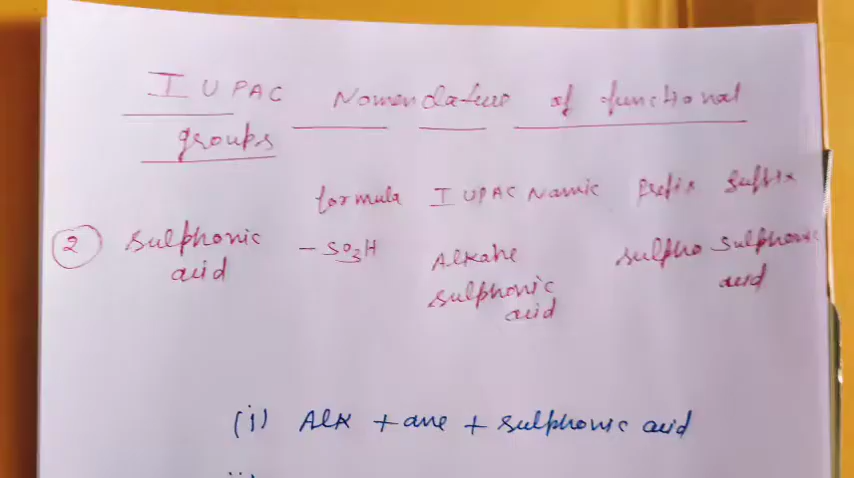 IUPAC Nomenclature of functional
groups
formula IUPAC Name Prefix Suffix
2 Sulphonic acid -SO3H Alkane sulphonic acid sulpho sulphonic acid
(i) Alk + ane + sulphonic acid